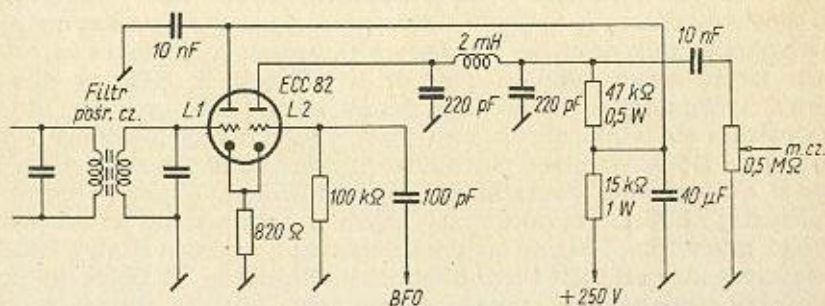 10 nF
Filtr
pośr. cz.
L1
ECC 82
L2
2 mH
220 pF
220 pF
47 kΩ
0,5 W
10 nF
m.cz.
0,5 MΩ
820 Ω
100 kΩ
100 pF
15 kΩ
1 W
40 µF
BFO
+250 V